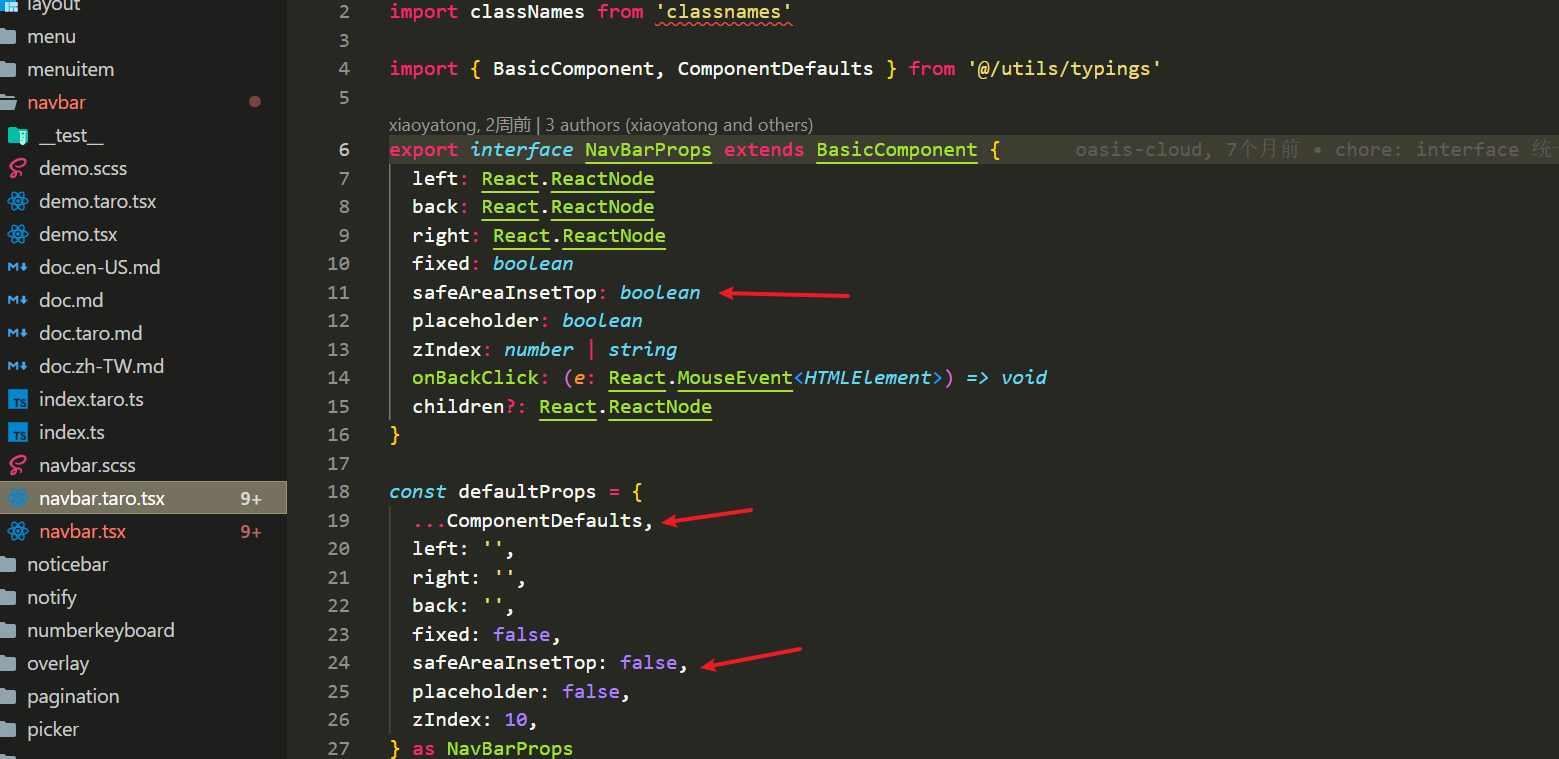 layout
menu
menuitem
navbar
__test__
demo.scss
demo.taro.tsx
demo.tsx
doc.en-US.md
doc.md
doc.taro.md
doc.zh-TW.md
index.taro.ts
index.ts
navbar.scss
navbar.taro.tsx 9+
navbar.tsx 9+
noticebar
notify
numberkeyboard
overlay
pagination
picker
2 import classNames from 'classnames'
3
4 import { BasicComponent, ComponentDefaults } from '@/utils/typings'
5
xiaoyatong, 2周前 | 3 authors (xiaoyatong and others)
6 export interface NavBarProps extends BasicComponent { oasis-cloud, 7个月前 • chore: interface 统一
7 left: React.ReactNode
8 back: React.ReactNode
9 right: React.ReactNode
10 fixed: boolean
11 safeAreaInsetTop: boolean
12 placeholder: boolean
13 zIndex: number | string
14 onBackClick: (e: React.MouseEvent<HTMLElement>) => void
15 children?: React.ReactNode
16 }
17
18 const defaultProps = {
19 ...ComponentDefaults,
20 left: '',
21 right: '',
22 back: '',
23 fixed: false,
24 safeAreaInsetTop: false,
25 placeholder: false,
26 zIndex: 10,
27 } as NavBarProps